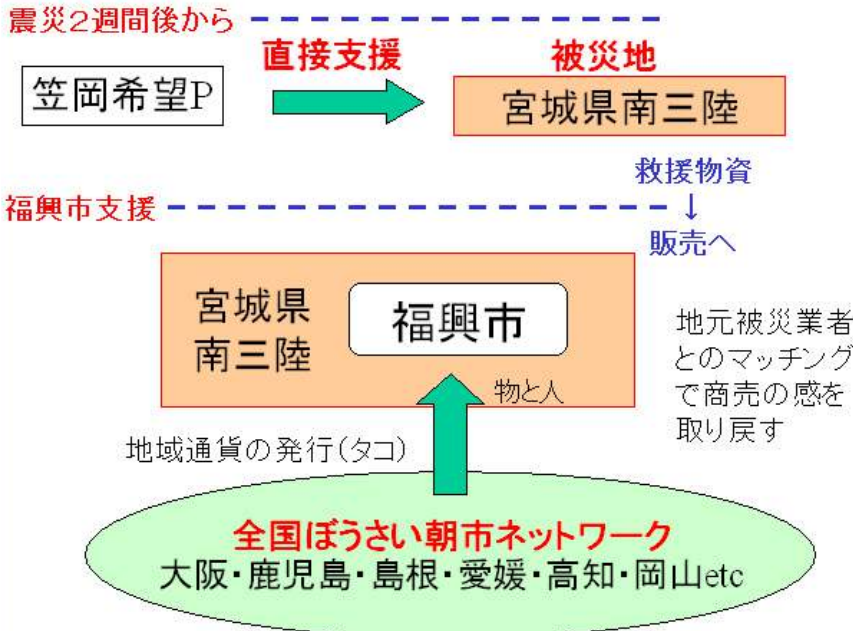 震災2週間後から
直接支援
被災地
笠岡希望P
宮城県南三陸
救援物資
↓
販売へ
福興市支援
宮城県
南三陸
福興市
物と人
地元被災業者
とのマッチング
で商売の感を
取り戻す
地域通貨の発行(タコ)
全国ぼうさい朝市ネットワーク
大阪・鹿児島・島根・愛媛・高知・岡山etc